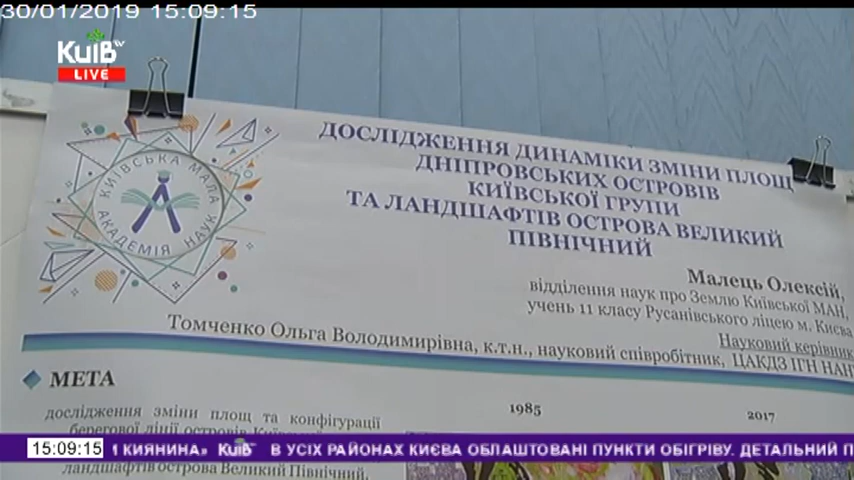 30/01/2019 15:09:15
КиЇВ TV
LIVE
КИЇВСЬКА МАЛА АКАДЕМІЯ НАУК
ДОСЛІДЖЕННЯ ДИНАМІКИ ЗМІНИ ПЛОЩ
ДНІПРОВСЬКИХ ОСТРОВІВ
КИЇВСЬКОЇ ГРУПИ
ТА ЛАНДШАФТІВ ОСТРОВА ВЕЛИКИЙ
ПІВНІЧНИЙ
Малець Олексій,
відділення наук про Землю Київської МАН,
учень 11 класу Русанівського ліцею м. Києва
Науковий керівник
Томченко Ольга Володимирівна, к.т.н., науковий співробітник, ЦАКДЗ ІГН НАН
МЕТА
1985
2017
дослідження зміни площ та конфігурації
берегової лінії островів
ландшафтів острова Великий Північний.
15:09:15 И КИЯНИНА» КиЇВ В УСІХ РАЙОНАХ КИЄВА ОБЛАШТОВАНІ ПУНКТИ ОБІГРІВУ. ДЕТАЛЬНИЙ П